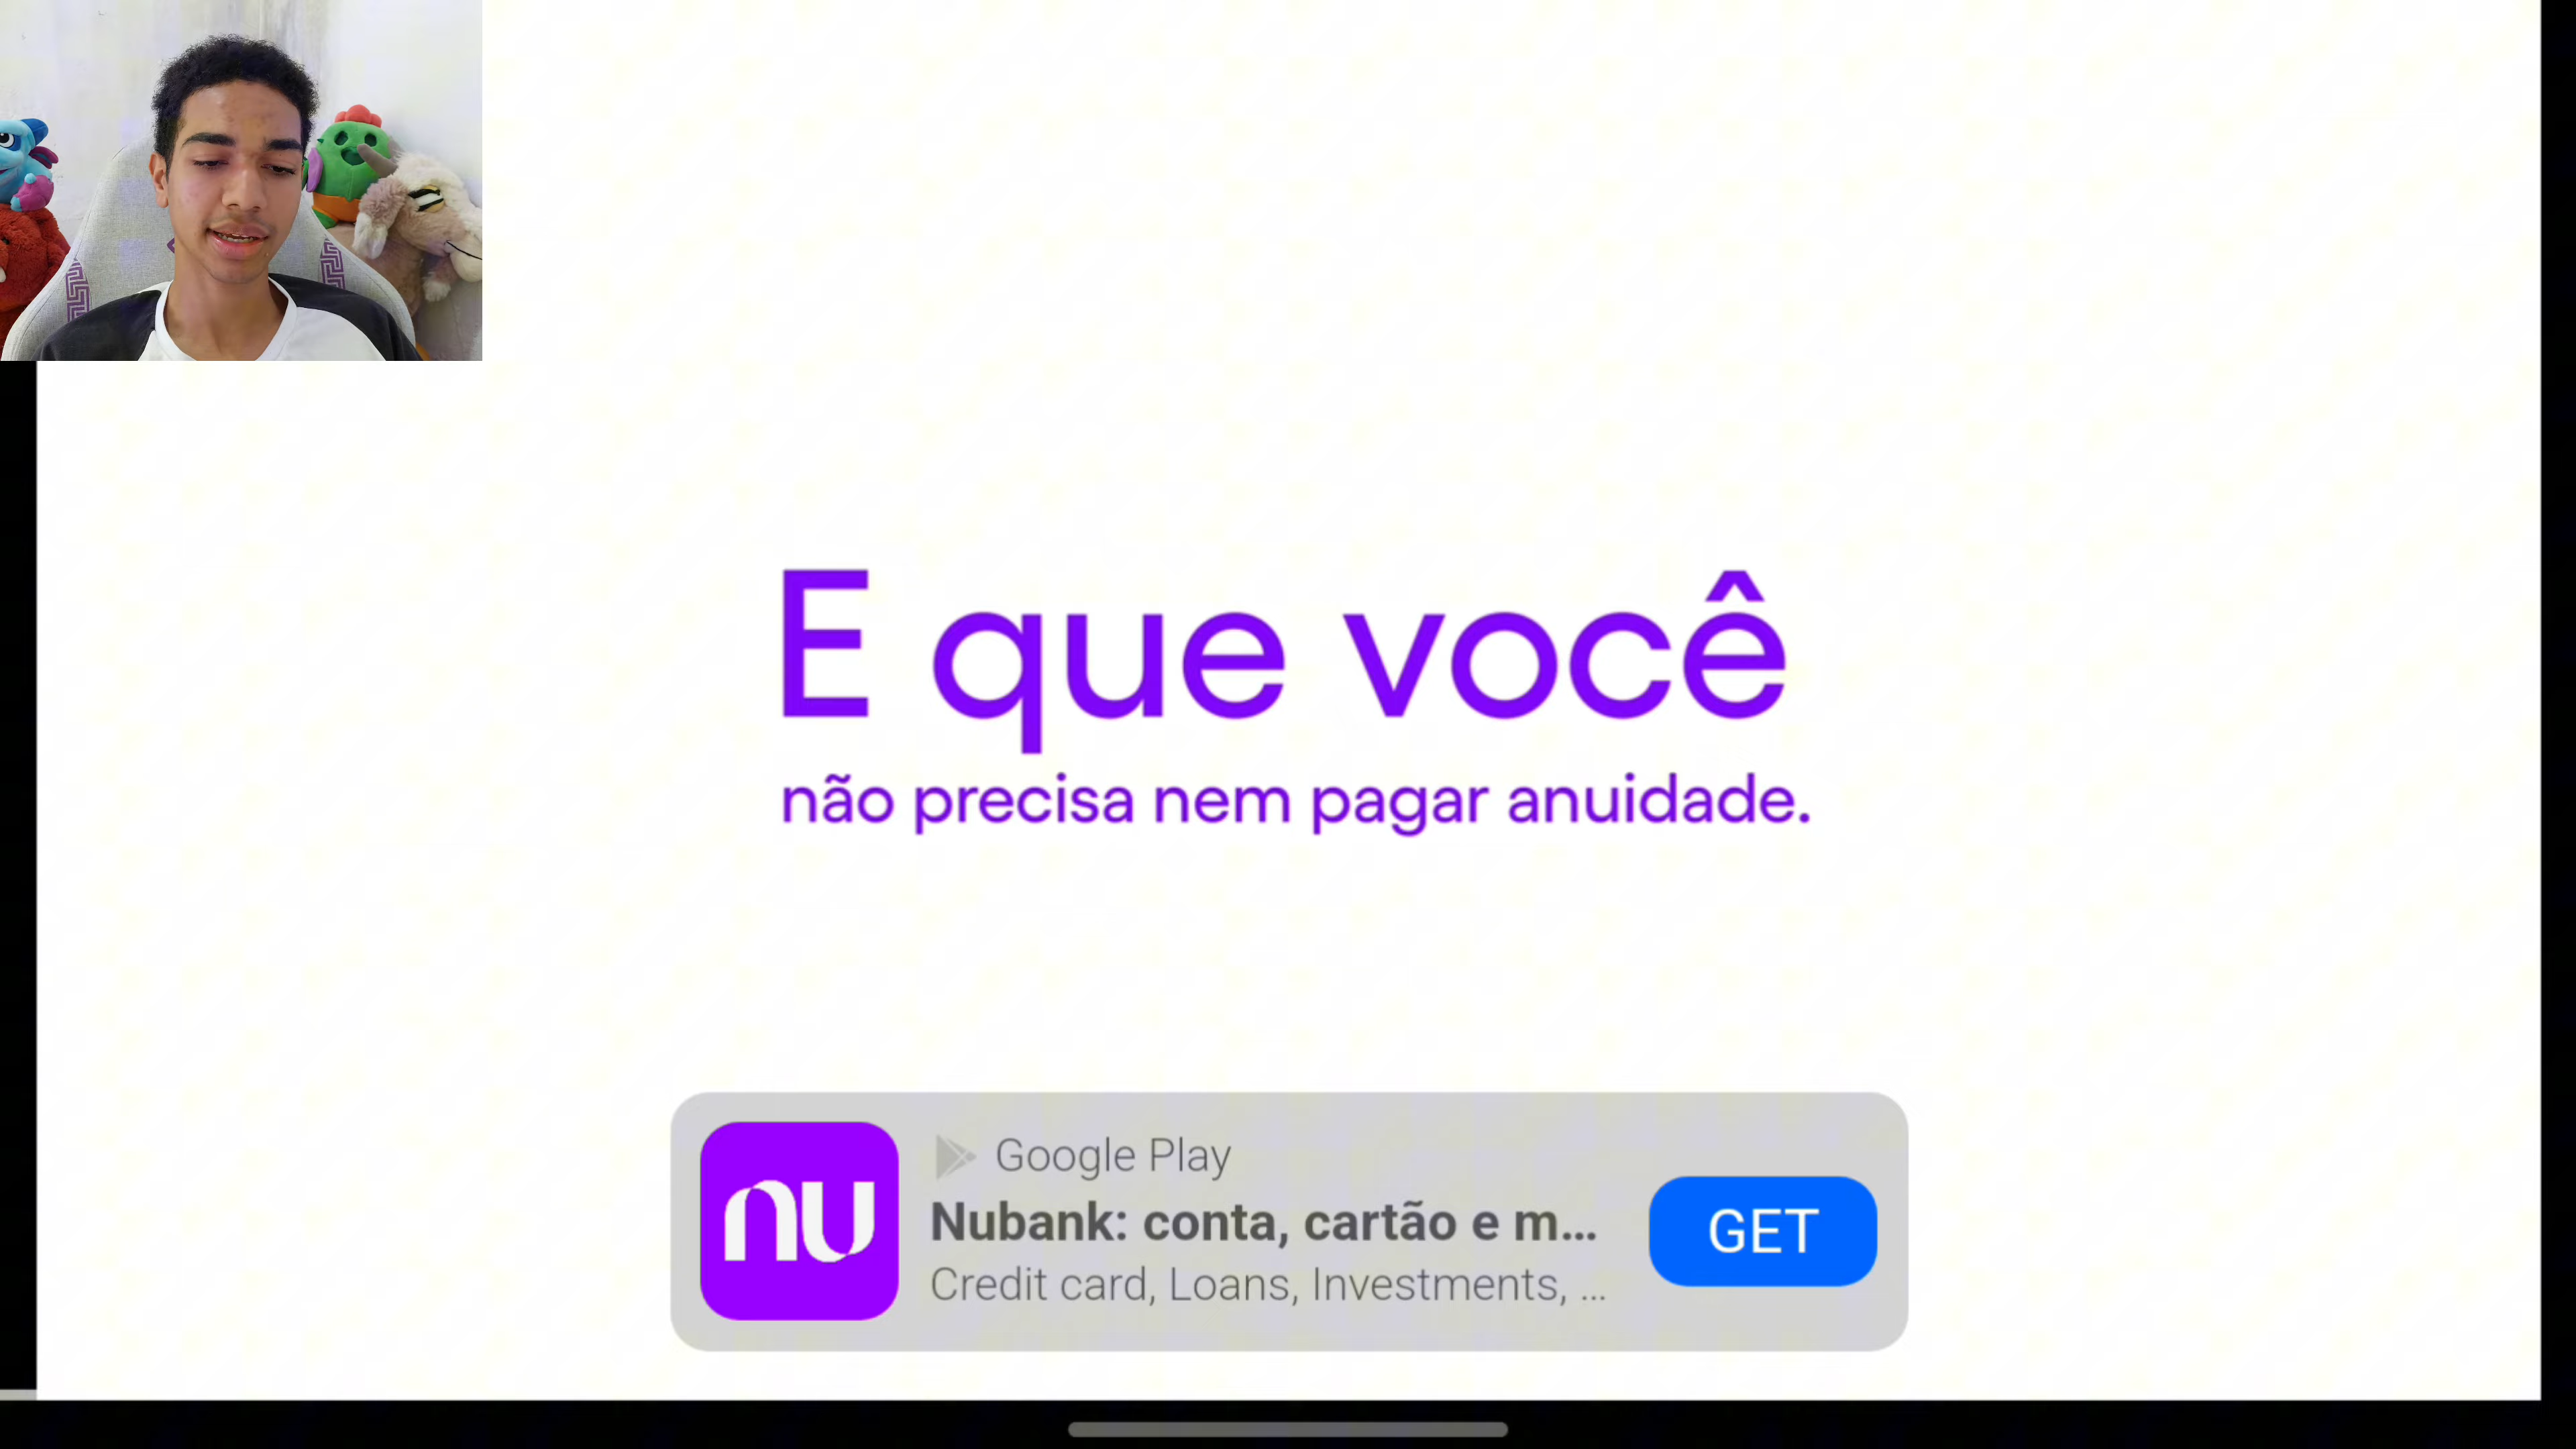 E que você
não precisa nem pagar anuidade.
Google Play
nu
Nubank: conta, cartão e m...
GET
Credit card, Loans, Investments, ...